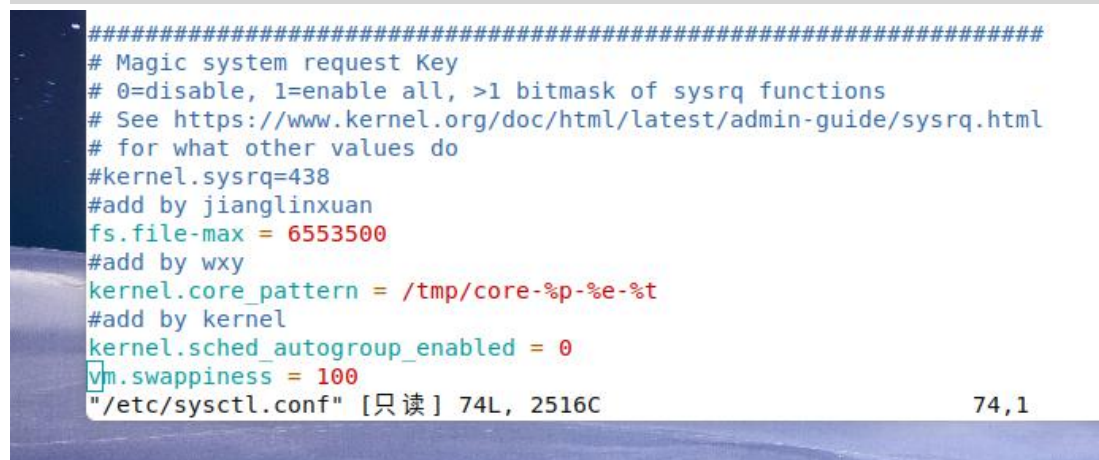 ###################################################################
# Magic system request Key
# 0=disable, 1=enable all, >1 bitmask of sysrq functions
# See https://www.kernel.org/doc/html/latest/admin-guide/sysrq.html
# for what other values do
#kernel.sysrq=438
#add by jianglinxuan
fs.file-max = 6553500
#add by wxy
kernel.core_pattern = /tmp/core-%p-%e-%t
#add by kernel
kernel.sched_autogroup_enabled = 0
vm.swappiness = 100
"/etc/sysctl.conf" [只读] 74L, 2516C 74,1